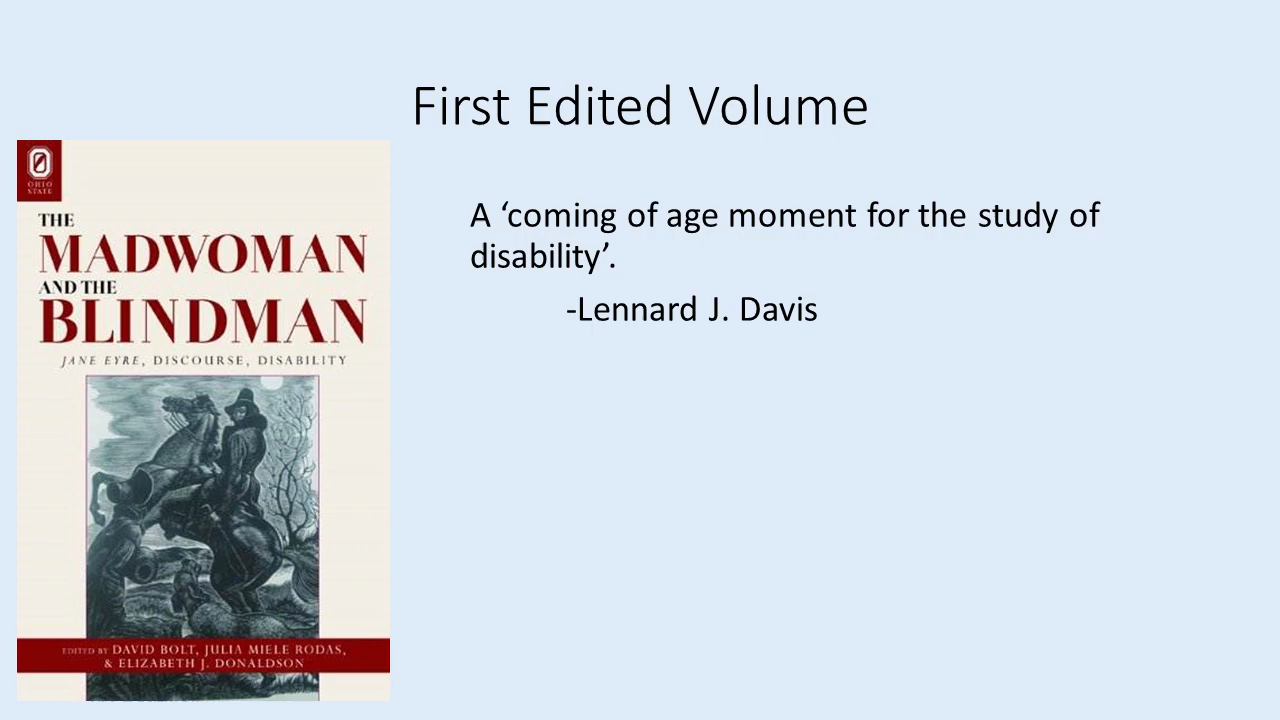 First Edited Volume
OHIO
STATE
THE
MADWOMAN
AND THE
BLINDMAN
JANE EYRE, DISCOURSE, DISABILITY
EDITED BY DAVID BOLT, JULIA MIELE RODAS,
& ELIZABETH J. DONALDSON
A ‘coming of age moment for the study of
disability’.
-Lennard J. Davis